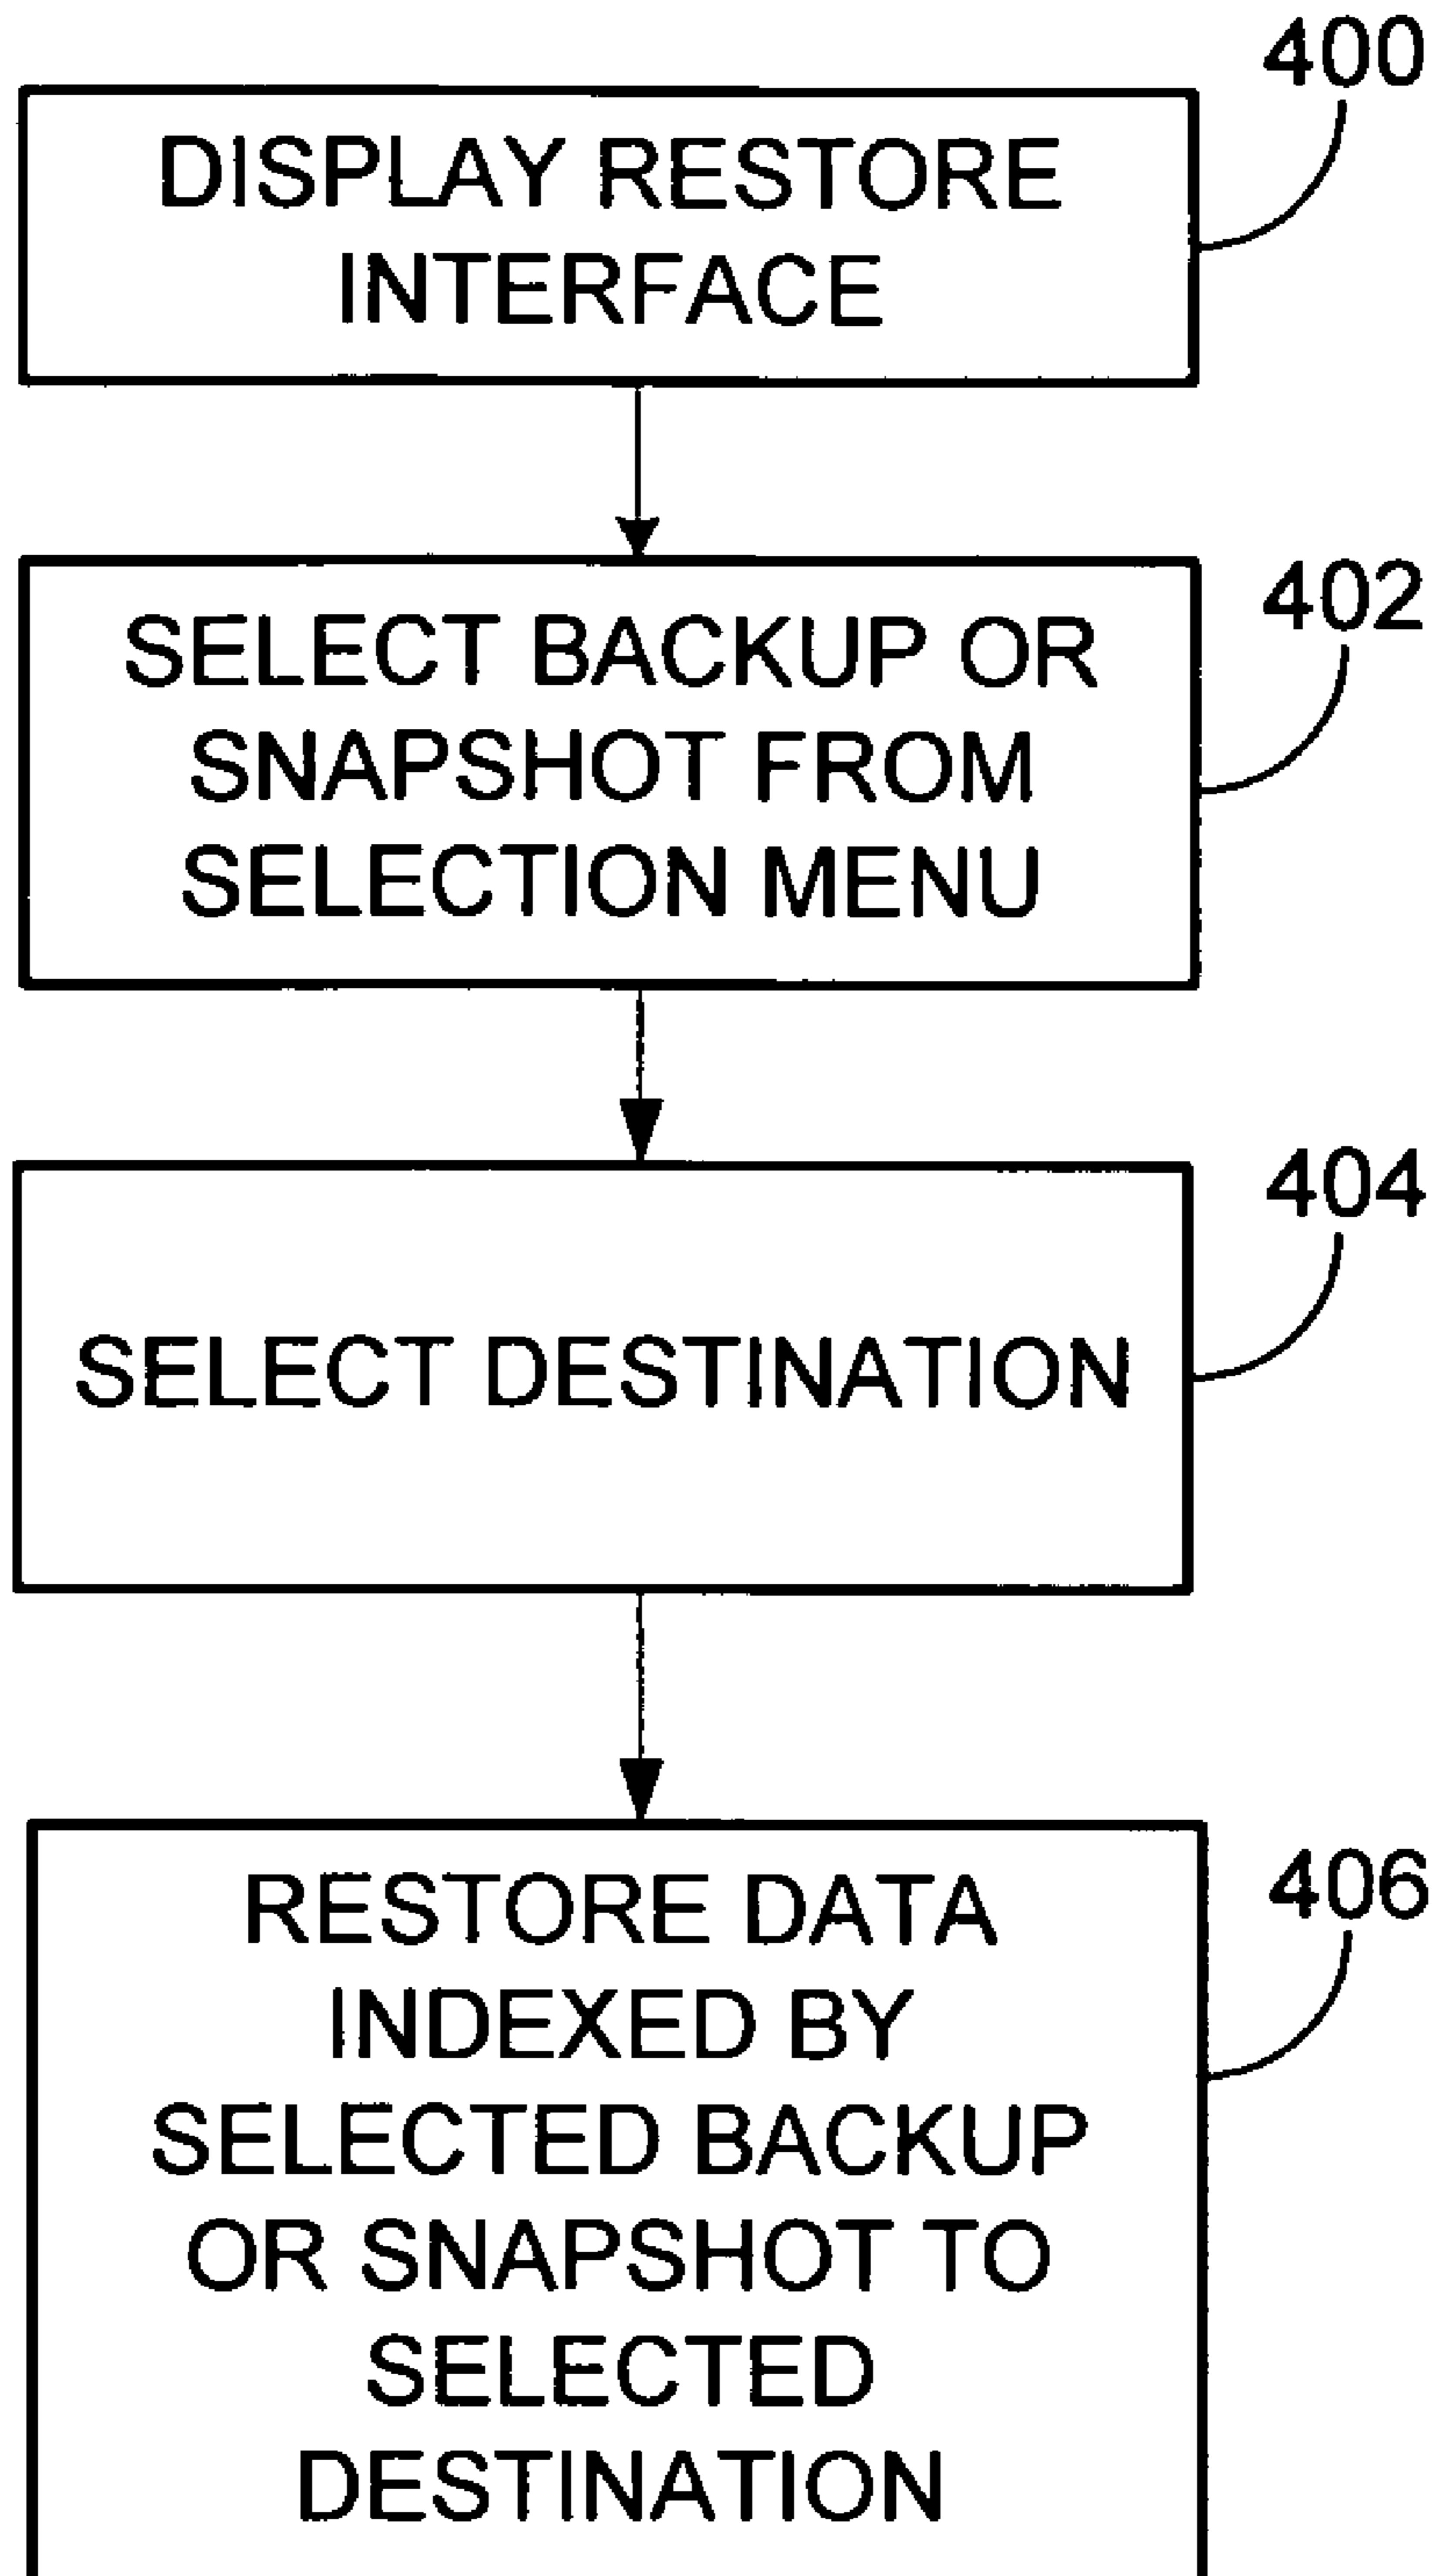 400
DISPLAY RESTORE
INTERFACE
402
SELECT BACKUP OR
SNAPSHOT FROM
SELECTION MENU
404
SELECT DESTINATION
406
RESTORE DATA
INDEXED BY
SELECTED BACKUP
OR SNAPSHOT TO
SELECTED
DESTINATION